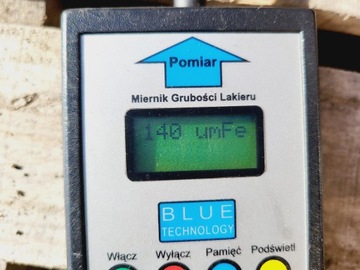 Pomiar
Miernik Grubości Lakieru
140 umFe
BLUE
TECHNOLOGY
Włącz Wyłącz Pamięć Podświetl